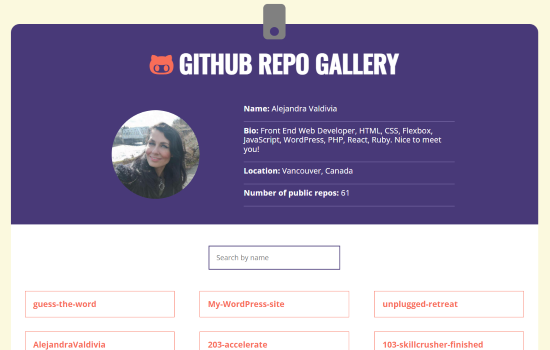 GITHUB REPO GALLERY
Name: Alejandra Valdivia
Bio: Front End Web Developer, HTML, CSS, Flexbox,
JavaScript, WordPress, PHP, React, Ruby. Nice to meet
you!
Location: Vancouver, Canada
Number of public repos: 61
Search by name
guess-the-word
My-WordPress-site
unplugged-retreat
AlejandraValdivia
203-accelerate
103-skillcrusher-finished